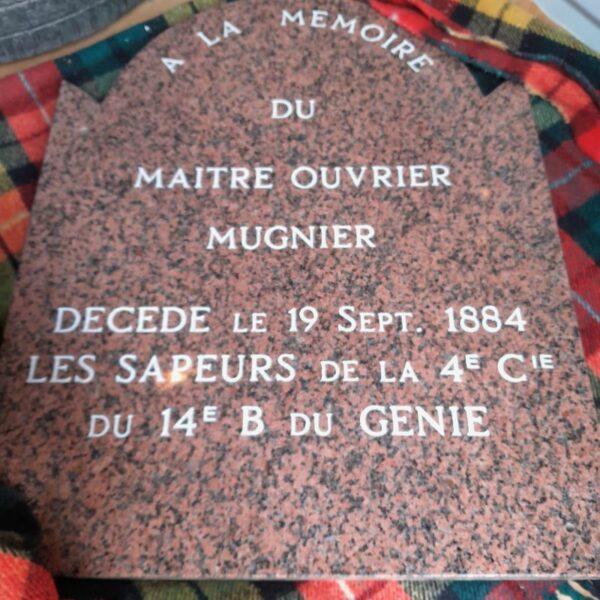 A LA MEMOIRE
DU
MAITRE OUVRIER
MUGNIER
DECEDE LE 19 SEPT. 1884
LES SAPEURS DE LA 4E CIE
DU 14E B DU GENIE